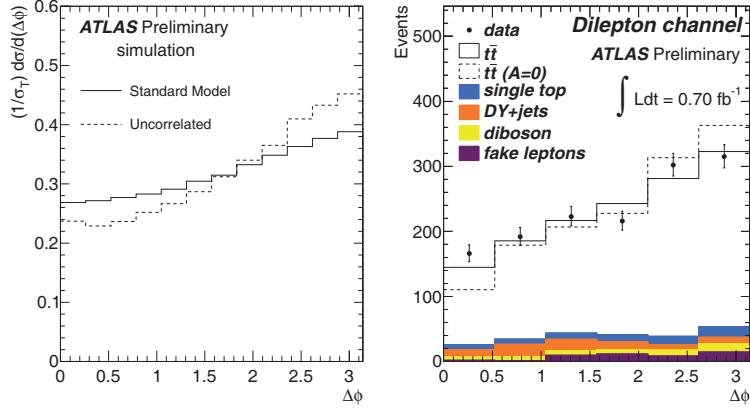 (1/σ_T) dσ/d(Δϕ)
ATLAS Preliminary
simulation
Standard Model
Uncorrelated
0.6
0.5
0.4
0.3
0.2
0.1
0
0 0.5 1 1.5 2 2.5 3
Δϕ
Events
Dilepton channel
ATLAS Preliminary
∫ Ldt = 0.70 fb⁻¹
data
tt̄
tt̄ (A=0)
single top
DY+jets
diboson
fake leptons
500
400
300
200
100
0
0 0.5 1 1.5 2 2.5 3
Δϕ